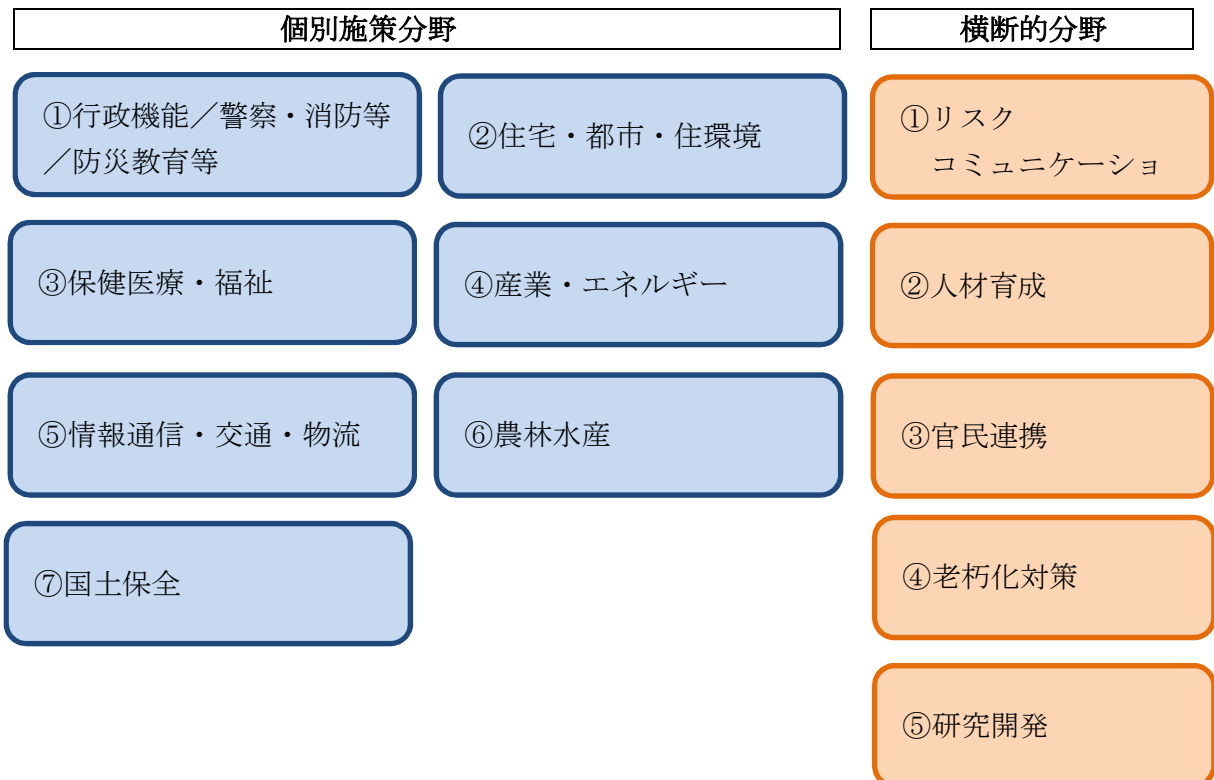 個別施策分野
横断的分野
①行政機能／警察・消防等
／防災教育等
②住宅・都市・住環境
①リスク
コミュニケーショ
③保健医療・福祉
④産業・エネルギー
②人材育成
⑤情報通信・交通・物流
⑥農林水産
③官民連携
⑦国土保全
④老朽化対策
⑤研究開発